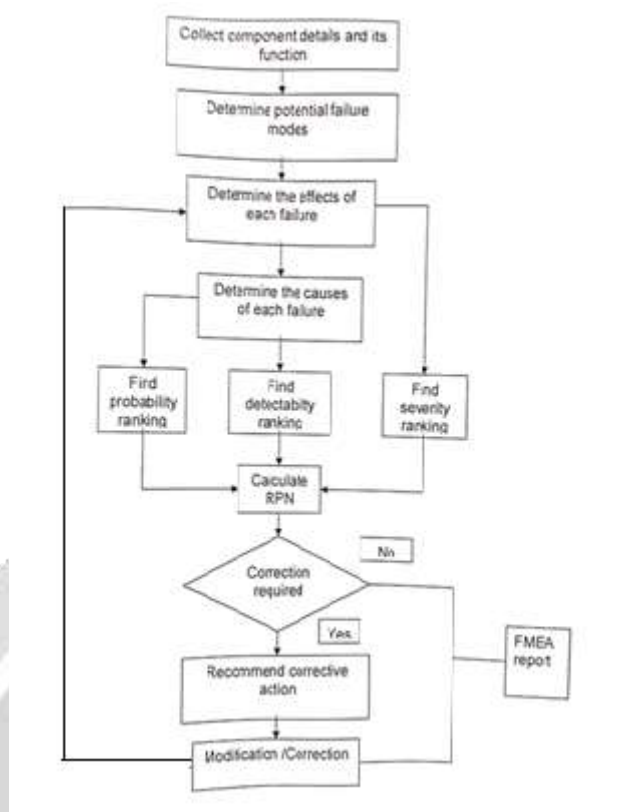 Collect component details and its
function
Determine potential failure
modes
Determine the effects of
each failure
Determine the causes
of each failure
Find
probability
ranking
Find
detectabity
ranking
Find
severity
ranking
Calculate
RPN
Correction
required
No
Yes
Recommend corrective
action
Modification /Correction
FMEA
report